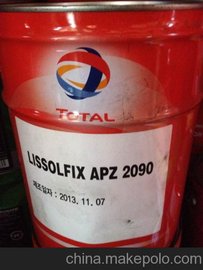 TOTAL
LISSOLFIX APZ 2090
제조일자 : 2013. 11. 07
china.makepolo.com